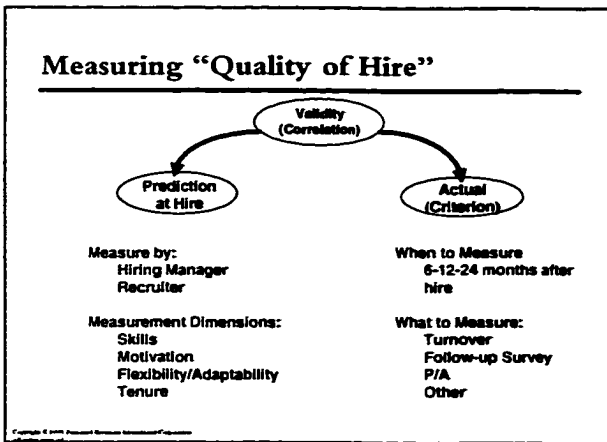 Measuring “Quality of Hire”
Validity
(Correlation)
Prediction
at Hire
Actual
(Criterion)
Measure by:
Hiring Manager
Recruiter
Measurement Dimensions:
Skills
Motivation
Flexibility/Adaptability
Tenure
When to Measure
6-12-24 months after
hire
What to Measure:
Turnover
Follow-up Survey
P/A
Other
Copyright ©